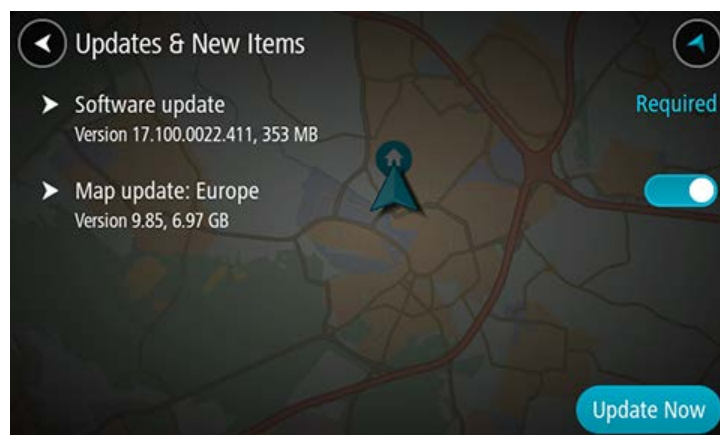 Updates & New Items
Software update
Required
Version 17.100.0022.411, 353 MB
Map update: Europe
Version 9.85, 6.97 GB
Update Now